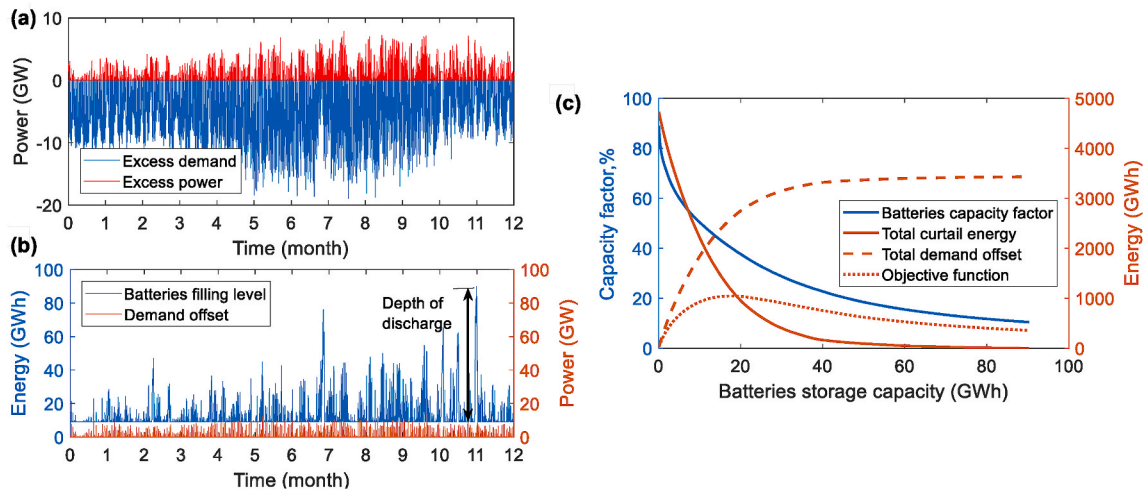 (a)
10
0
-10
-20
Power (GW)
Excess demand
Excess power
0 1 2 3 4 5 6 7 8 9 10 11 12
Time (month)
(b)
100
80
60
40
20
0
Energy (GWh)
Batteries filling level
Demand offset
Depth of
discharge
100
80
60
40
20
0
Power (GW)
0 1 2 3 4 5 6 7 8 9 10 11 12
Time (month)
(c)
100
80
60
40
20
0
Capacity factor,%
Batteries capacity factor
Total curtail energy
Total demand offset
Objective function
5000
4000
3000
2000
1000
0
Energy (GWh)
0 20 40 60 80 100
Batteries storage capacity (GWh)